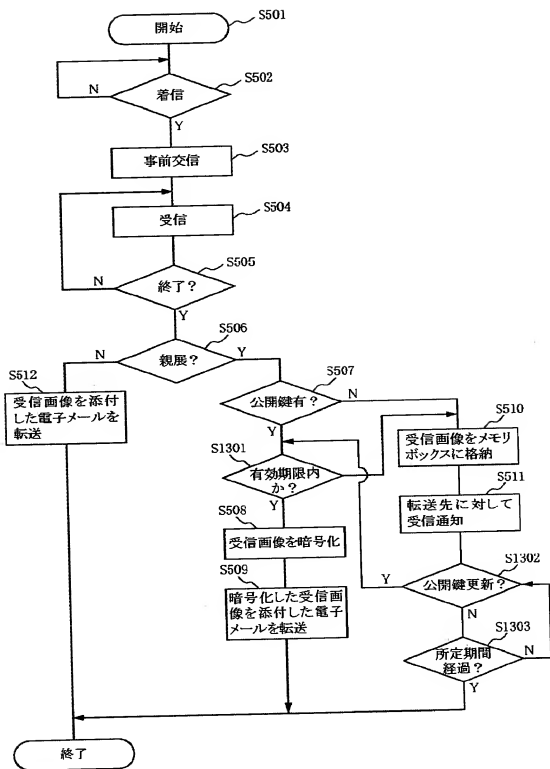 開始
S501
N
着信
S502
Y
事前交信
S503
受信
S504
N
終了？
S505
Y
N
親展？
S506
Y
S512
受信画像を添付
した電子メールを
転送
公開鍵有？
S507
N
Y
S1301
有効期限内
か？
Y
S510
受信画像をメモリ
ボックスに格納
S511
転送先に対して
受信通知
S508
受信画像を暗号化
S509
暗号化した受信画
像を添付した電子
メールを転送
S1302
Y
公開鍵更新？
N
S1303
所定期間
経過？
N
Y
終了